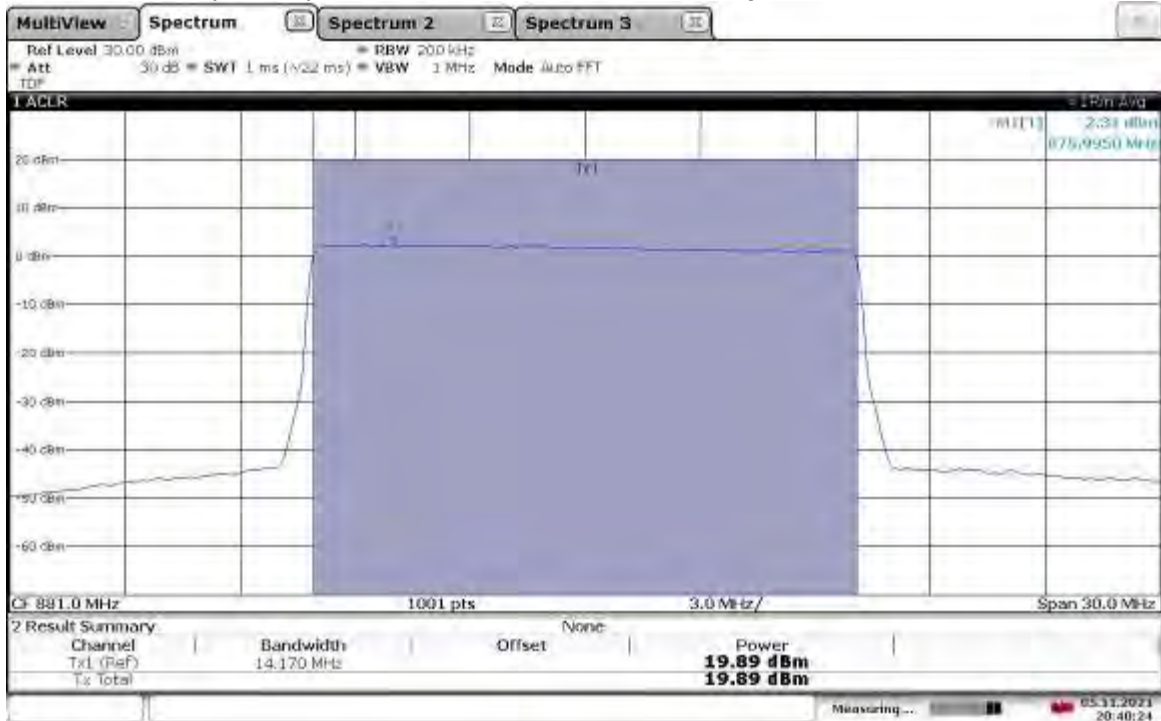 MultiView Spectrum Spectrum 2 Spectrum 3
Ref Level 30.00 dBm RBW 200 kHz
Att 30 dB SWT 1 ms (~22 ms) VBW 1 MHz Mode Auto FFT
TDF
1 ACLR 1Rm Avg
M1[1] 2.31 dBm
875.9950 MHz
20 dBm
Tx1
10 dBm
0 dBm
-10 dBm
-20 dBm
-30 dBm
-40 dBm
-50 dBm
-60 dBm
CF 881.0 MHz 1001 pts 3.0 MHz/ Span 30.0 MHz
2 Result Summary None
Channel Bandwidth Offset Power
Tx1 (Ref) 14.170 MHz 19.89 dBm
Tx Total 19.89 dBm
Measuring... 05.11.2021
20:40:24